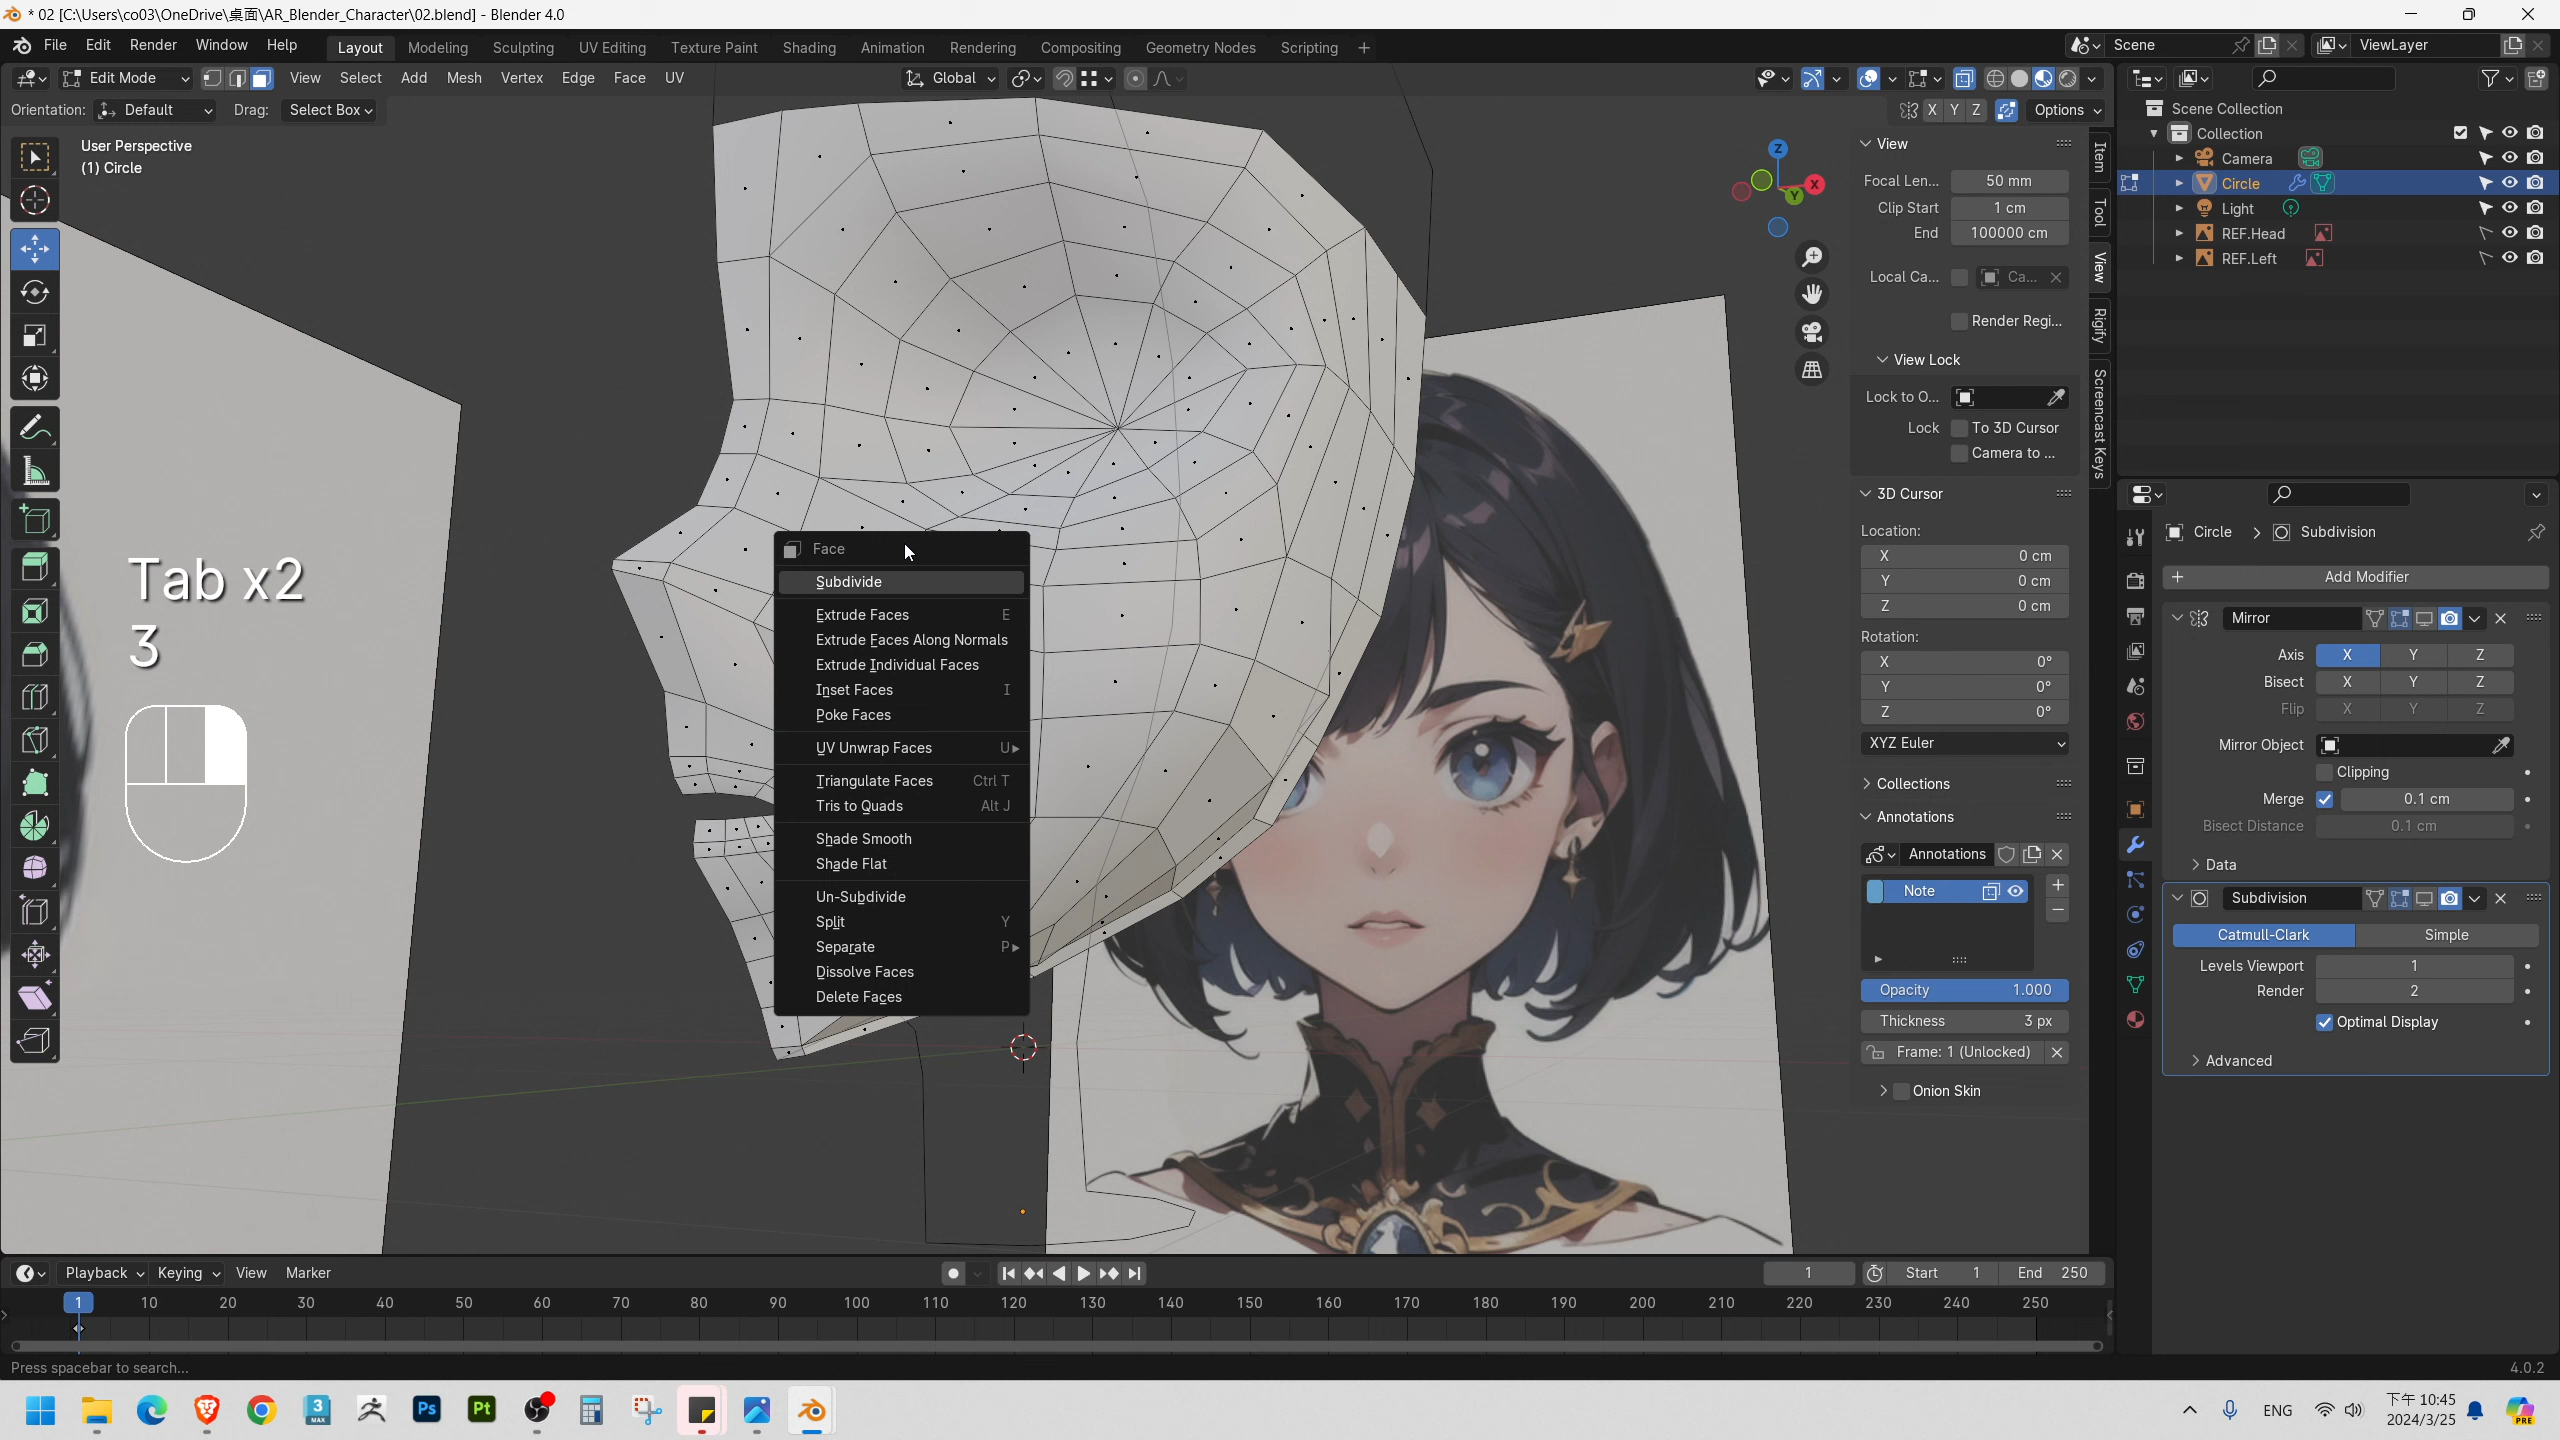 * 02 [C:\Users\co03\OneDrive\桌面\AR_Blender_Character\02.blend] - Blender 4.0
File Edit Render Window Help Layout Modeling Sculpting UV Editing Texture Paint Shading Animation Rendering Compositing Geometry Nodes Scripting + Scene ViewLayer
Edit Mode View Select Add Mesh Vertex Edge Face UV Global
Orientation: Default Drag: Select Box X Y Z Options
User Perspective
(1) Circle
Tab x2
3
Face
Subdivide
Extrude Faces E
Extrude Faces Along Normals
Extrude Individual Faces
Inset Faces I
Poke Faces
UV Unwrap Faces U
Triangulate Faces Ctrl T
Tris to Quads Alt J
Shade Smooth
Shade Flat
Un-Subdivide
Split Y
Separate P
Dissolve Faces
Delete Faces
Z
X
Y
View
Focal Len... 50 mm
Clip Start 1 cm
End 100000 cm
Local Ca... Ca...
Render Regi...
View Lock
Lock to O...
Lock To 3D Cursor
Camera to ...
3D Cursor
Location:
X 0 cm
Y 0 cm
Z 0 cm
Rotation:
X 0°
Y 0°
Z 0°
XYZ Euler
Collections
Annotations
Annotations
Note
Opacity 1.000
Thickness 3 px
Frame: 1 (Unlocked)
Onion Skin
Item
Tool
View
Rigify
Screencast Keys
Scene Collection
Collection
Camera
Circle
Light
REF.Head
REF.Left
Circle > Subdivision
Add Modifier
Mirror
Axis X Y Z
Bisect X Y Z
Flip X Y Z
Mirror Object
Clipping
Merge 0.1 cm
Bisect Distance 0.1 cm
Data
Subdivision
Catmull-Clark Simple
Levels Viewport 1
Render 2
Optimal Display
Advanced
Playback Keying View Marker 1 Start 1 End 250
1 10 20 30 40 50 60 70 80 90 100 110 120 130 140 150 160 170 180 190 200 210 220 230 240 250
Press spacebar to search... 4.0.2
3 MAX Ps Pt ENG 下午 10:45
2024/3/25
PRE